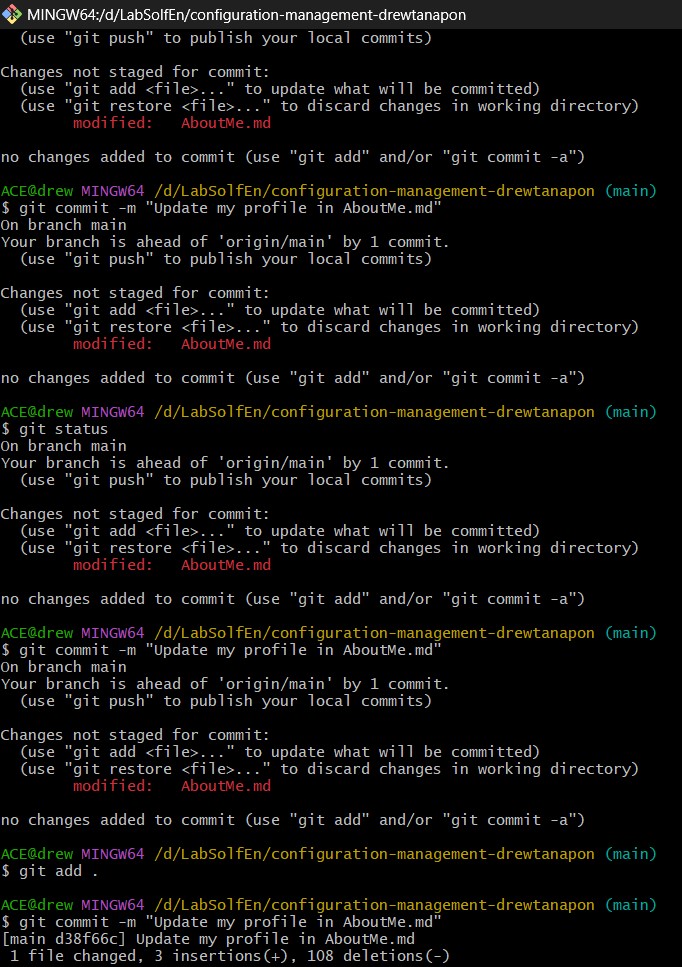 MINGW64:/d/LabSolfEn/configuration-management-drewtanapon
(use "git push" to publish your local commits)
Changes not staged for commit:
(use "git add <file>..." to update what will be committed)
(use "git restore <file>..." to discard changes in working directory)
modified: AboutMe.md
no changes added to commit (use "git add" and/or "git commit -a")
ACE@drew MINGW64 /d/LabSolfEn/configuration-management-drewtanapon (main)
$ git commit -m "Update my profile in AboutMe.md"
On branch main
Your branch is ahead of 'origin/main' by 1 commit.
(use "git push" to publish your local commits)
Changes not staged for commit:
(use "git add <file>..." to update what will be committed)
(use "git restore <file>..." to discard changes in working directory)
modified: AboutMe.md
no changes added to commit (use "git add" and/or "git commit -a")
ACE@drew MINGW64 /d/LabSolfEn/configuration-management-drewtanapon (main)
$ git status
On branch main
Your branch is ahead of 'origin/main' by 1 commit.
(use "git push" to publish your local commits)
Changes not staged for commit:
(use "git add <file>..." to update what will be committed)
(use "git restore <file>..." to discard changes in working directory)
modified: AboutMe.md
no changes added to commit (use "git add" and/or "git commit -a")
ACE@drew MINGW64 /d/LabSolfEn/configuration-management-drewtanapon (main)
$ git commit -m "Update my profile in AboutMe.md"
On branch main
Your branch is ahead of 'origin/main' by 1 commit.
(use "git push" to publish your local commits)
Changes not staged for commit:
(use "git add <file>..." to update what will be committed)
(use "git restore <file>..." to discard changes in working directory)
modified: AboutMe.md
no changes added to commit (use "git add" and/or "git commit -a")
ACE@drew MINGW64 /d/LabSolfEn/configuration-management-drewtanapon (main)
$ git add .
ACE@drew MINGW64 /d/LabSolfEn/configuration-management-drewtanapon (main)
$ git commit -m "Update my profile in AboutMe.md"
[main d38f66c] Update my profile in AboutMe.md
1 file changed, 3 insertions(+), 108 deletions(-)